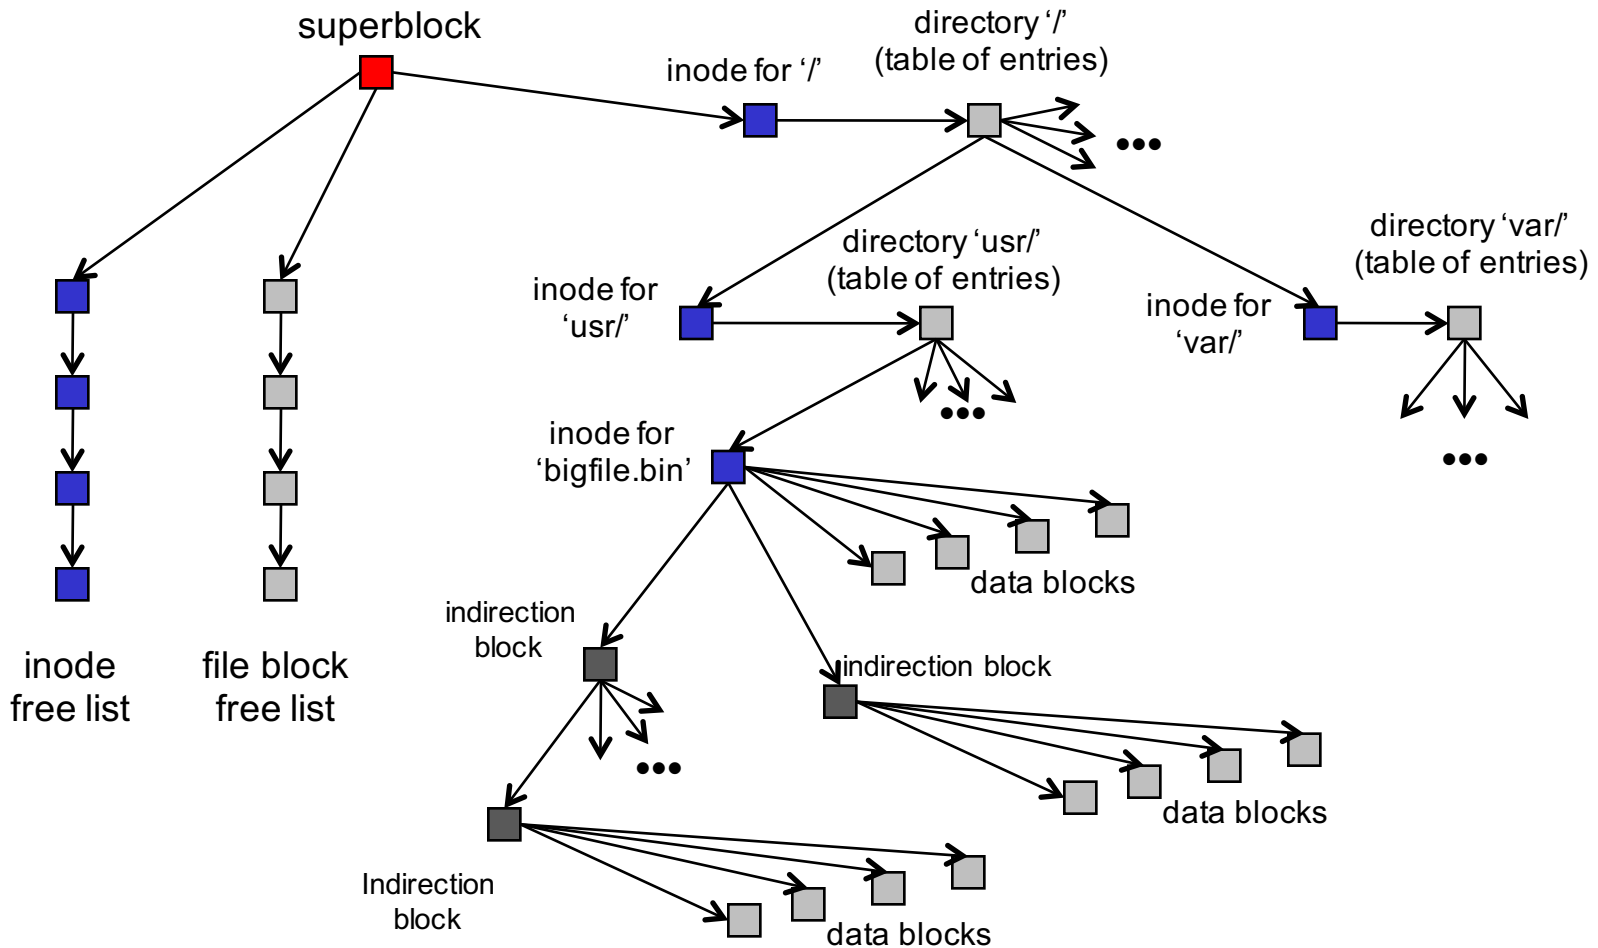 superblock
directory ‘/’
(table of entries)
inode for ‘/’
directory ‘usr/’
(table of entries)
directory ‘var/’
(table of entries)
inode for
‘usr/’
inode for
‘var/’
inode for
‘bigfile.bin’
data blocks
indirection
block
indirection block
inode
free list
file block
free list
data blocks
Indirection
block
data blocks